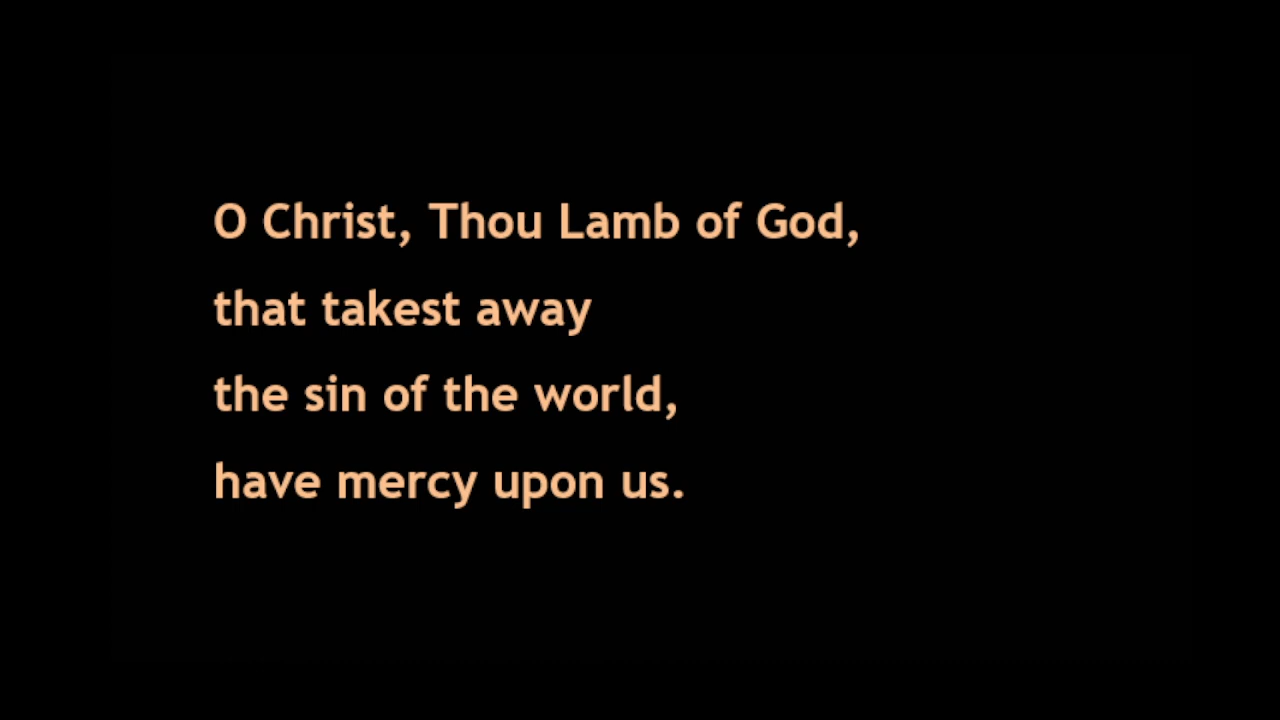 O Christ, Thou Lamb of God,
that takest away
the sin of the world,
have mercy upon us.